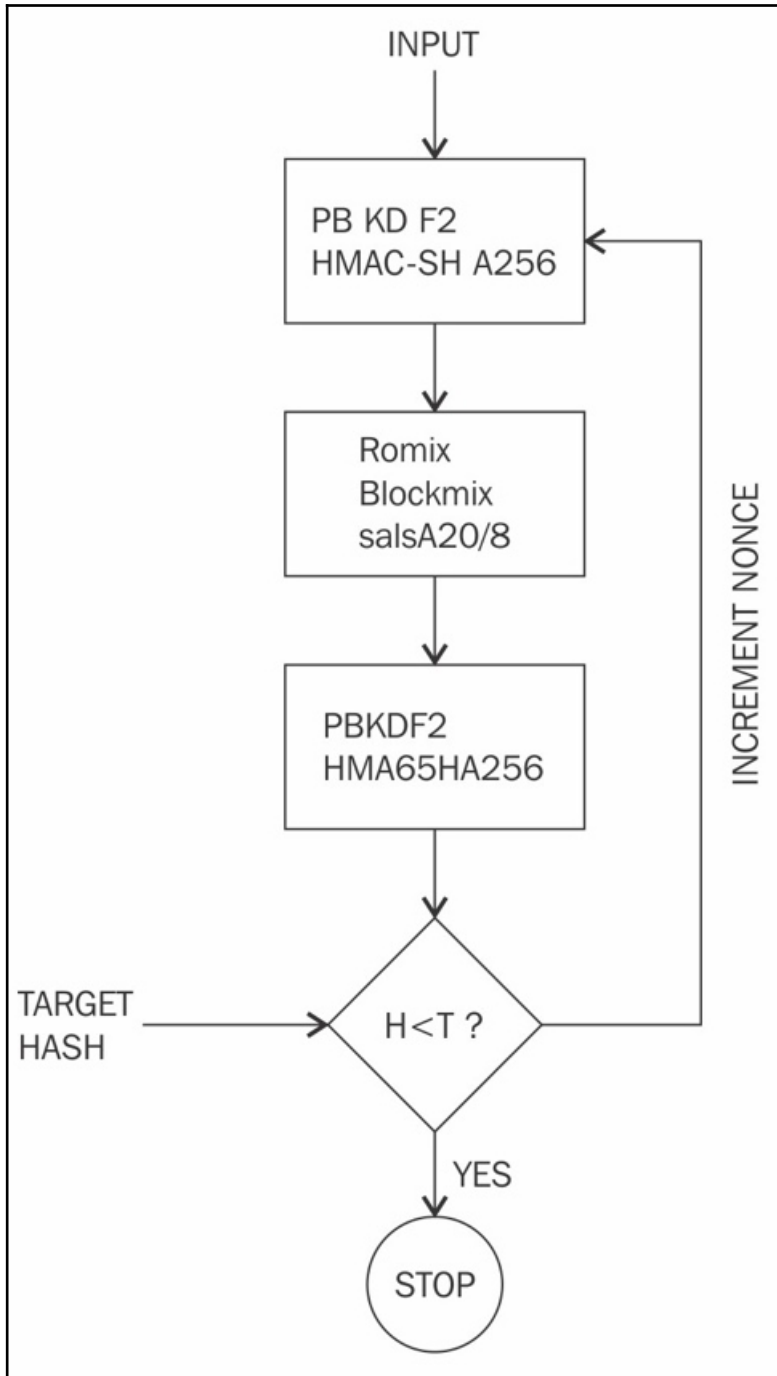 INPUT
PB KD F2
HMAC-SH A256
Romix
Blockmix
salsA20/8
PBKDF2
HMA65HA256
INCREMENT NONCE
TARGET
HASH
H<T ?
YES
STOP